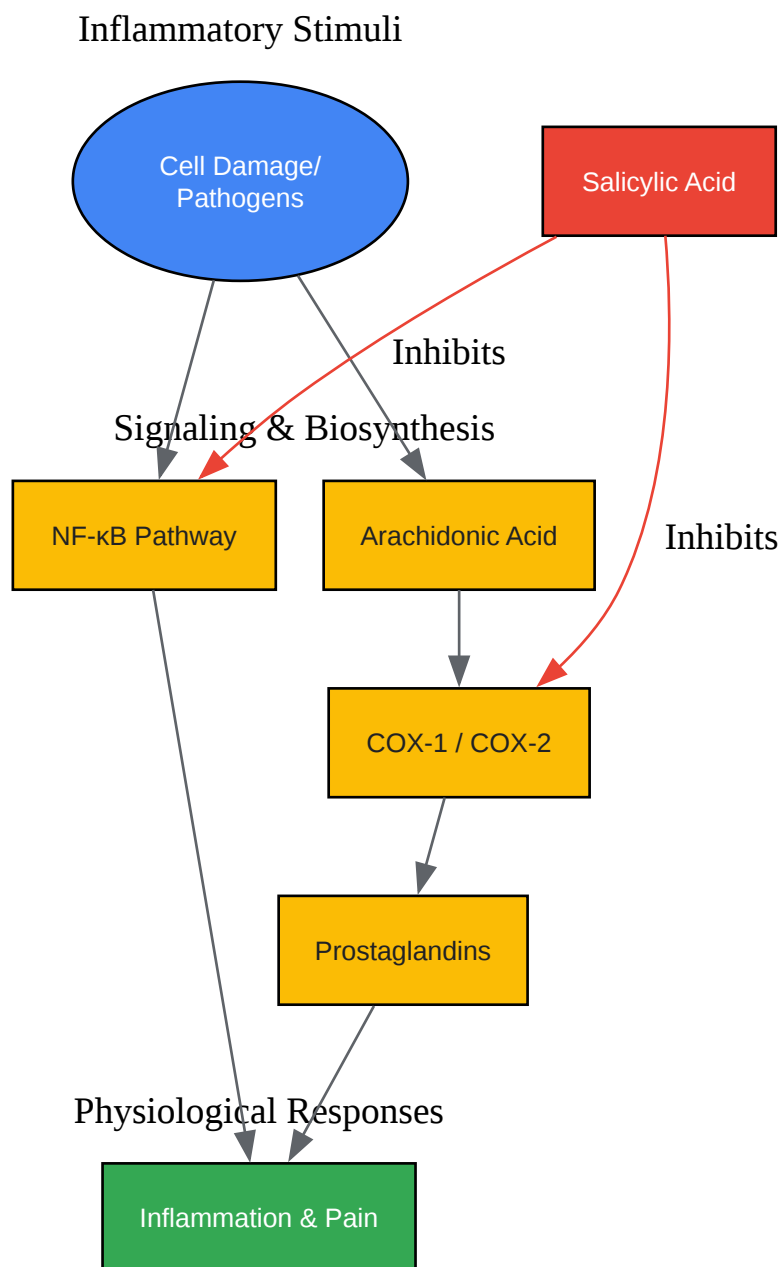 Inflammatory Stimuli
Cell Damage/
Pathogens
Salicylic Acid
Inhibits
Signaling & Biosynthesis
NF-κB Pathway
Arachidonic Acid
Inhibits
COX-1 / COX-2
Prostaglandins
Physiological Responses
Inflammation & Pain